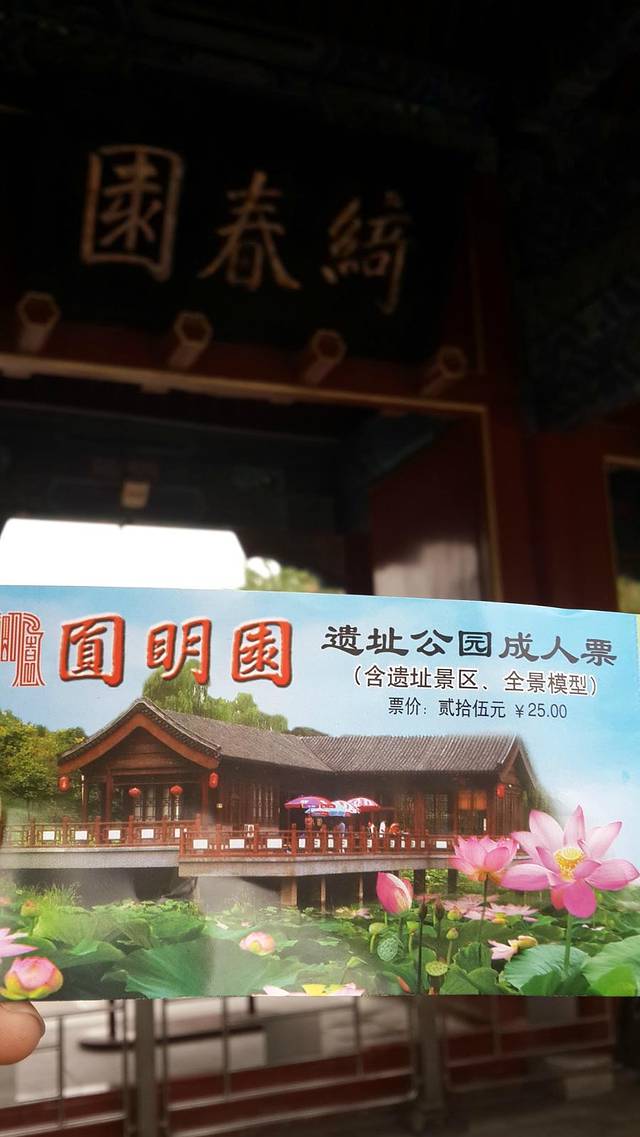 園春綺
圓明園
遗址公园成人票
(含遗址景区、全景模型)
票价：贰拾伍元 ￥25.00